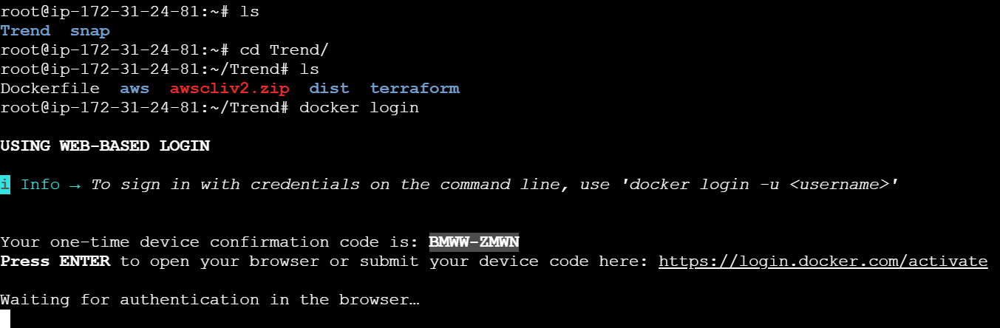 root@ip-172-31-24-81:~# ls
Trend  snap
root@ip-172-31-24-81:~# cd Trend/
root@ip-172-31-24-81:~/Trend# ls
Dockerfile  aws  awscliv2.zip  dist  terraform
root@ip-172-31-24-81:~/Trend# docker login
USING WEB-BASED LOGIN
i Info → To sign in with credentials on the command line, use 'docker login -u <username>'
Your one-time device confirmation code is: BMWW-ZMWN
Press ENTER to open your browser or submit your device code here: https://login.docker.com/activate
Waiting for authentication in the browser…